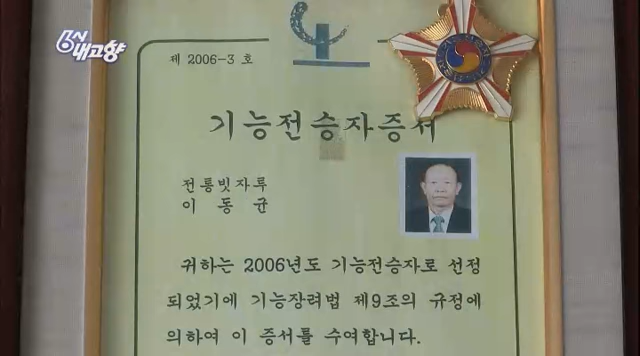 6시
내고향
제 2006-3 호
기능전승자증서
전통빗자루
이동균
귀하는 2006년도 기능전승자로 선정
되었기에 기능장려법 제9조의 규정에
의하여 이 증서를 수여합니다.